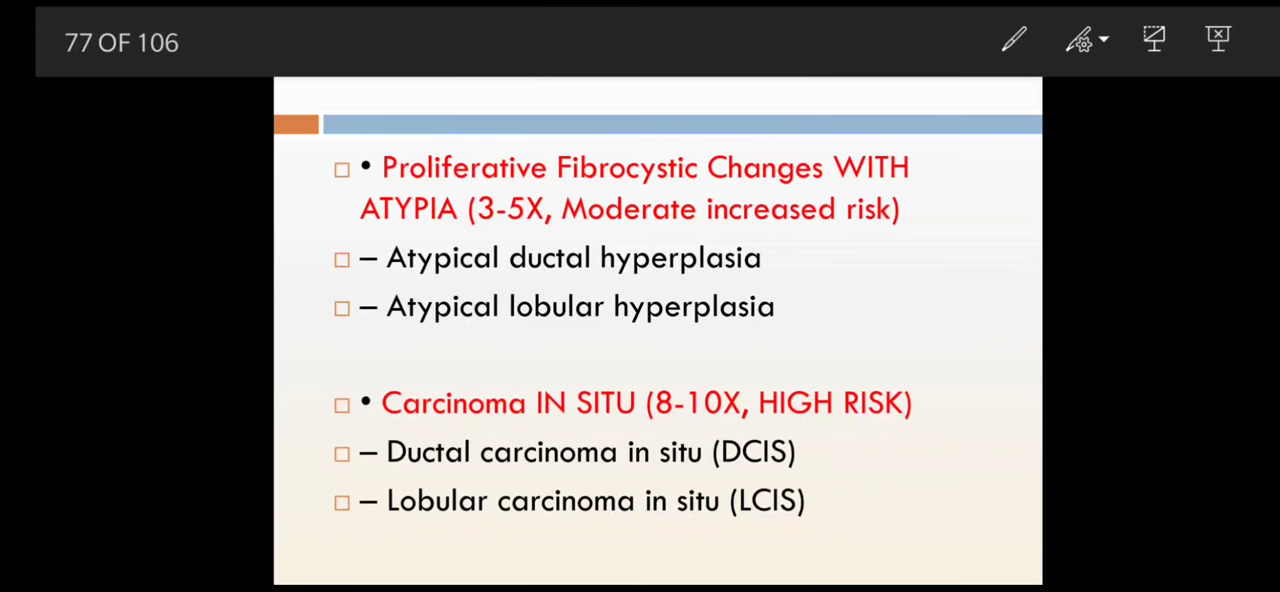 77 OF 106
• Proliferative Fibrocystic Changes WITH
ATYPIA (3-5X, Moderate increased risk)
– Atypical ductal hyperplasia
– Atypical lobular hyperplasia
• Carcinoma IN SITU (8-10X, HIGH RISK)
– Ductal carcinoma in situ (DCIS)
– Lobular carcinoma in situ (LCIS)